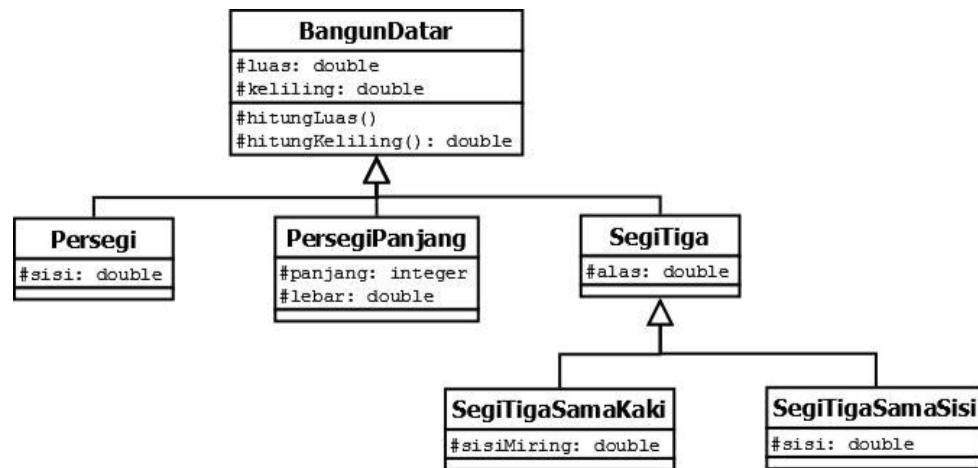 BangunDatar
#luas: double
#keliling: double
#hitungLuas()
#hitungKeliling(): double
Persegi
#sisi: double
PersegiPanjang
#panjang: integer
#lebar: double
SegiTiga
#alas: double
SegiTigaSamaKaki
#sisiMiring: double
SegiTigaSamaSisi
#sisi: double